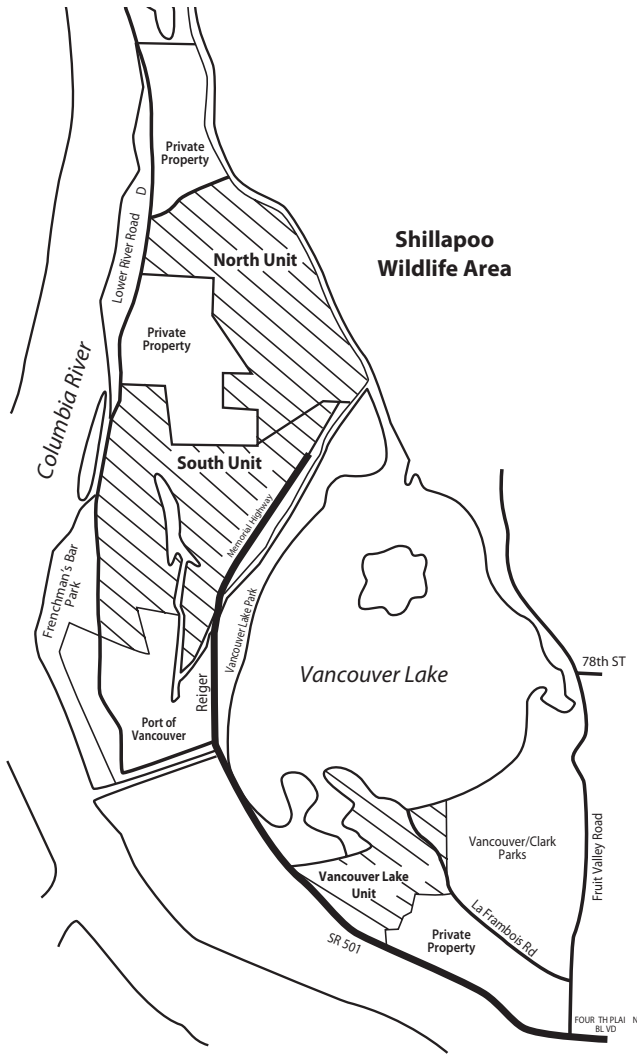 Private
Property
Lower River Road
D
North Unit
Shillapoo
Wildlife Area
Private
Property
Columbia River
South Unit
Memorial Highway
Frenchman's Bar
Park
Vancouver Lake Park
78th ST
Vancouver Lake
Reiger
Port of
Vancouver
Vancouver/Clark
Parks
Fruit Valley Road
Vancouver Lake
Unit
La Frambois Rd
Private
Property
SR 501
FOUR TH PLAI N
BL VD